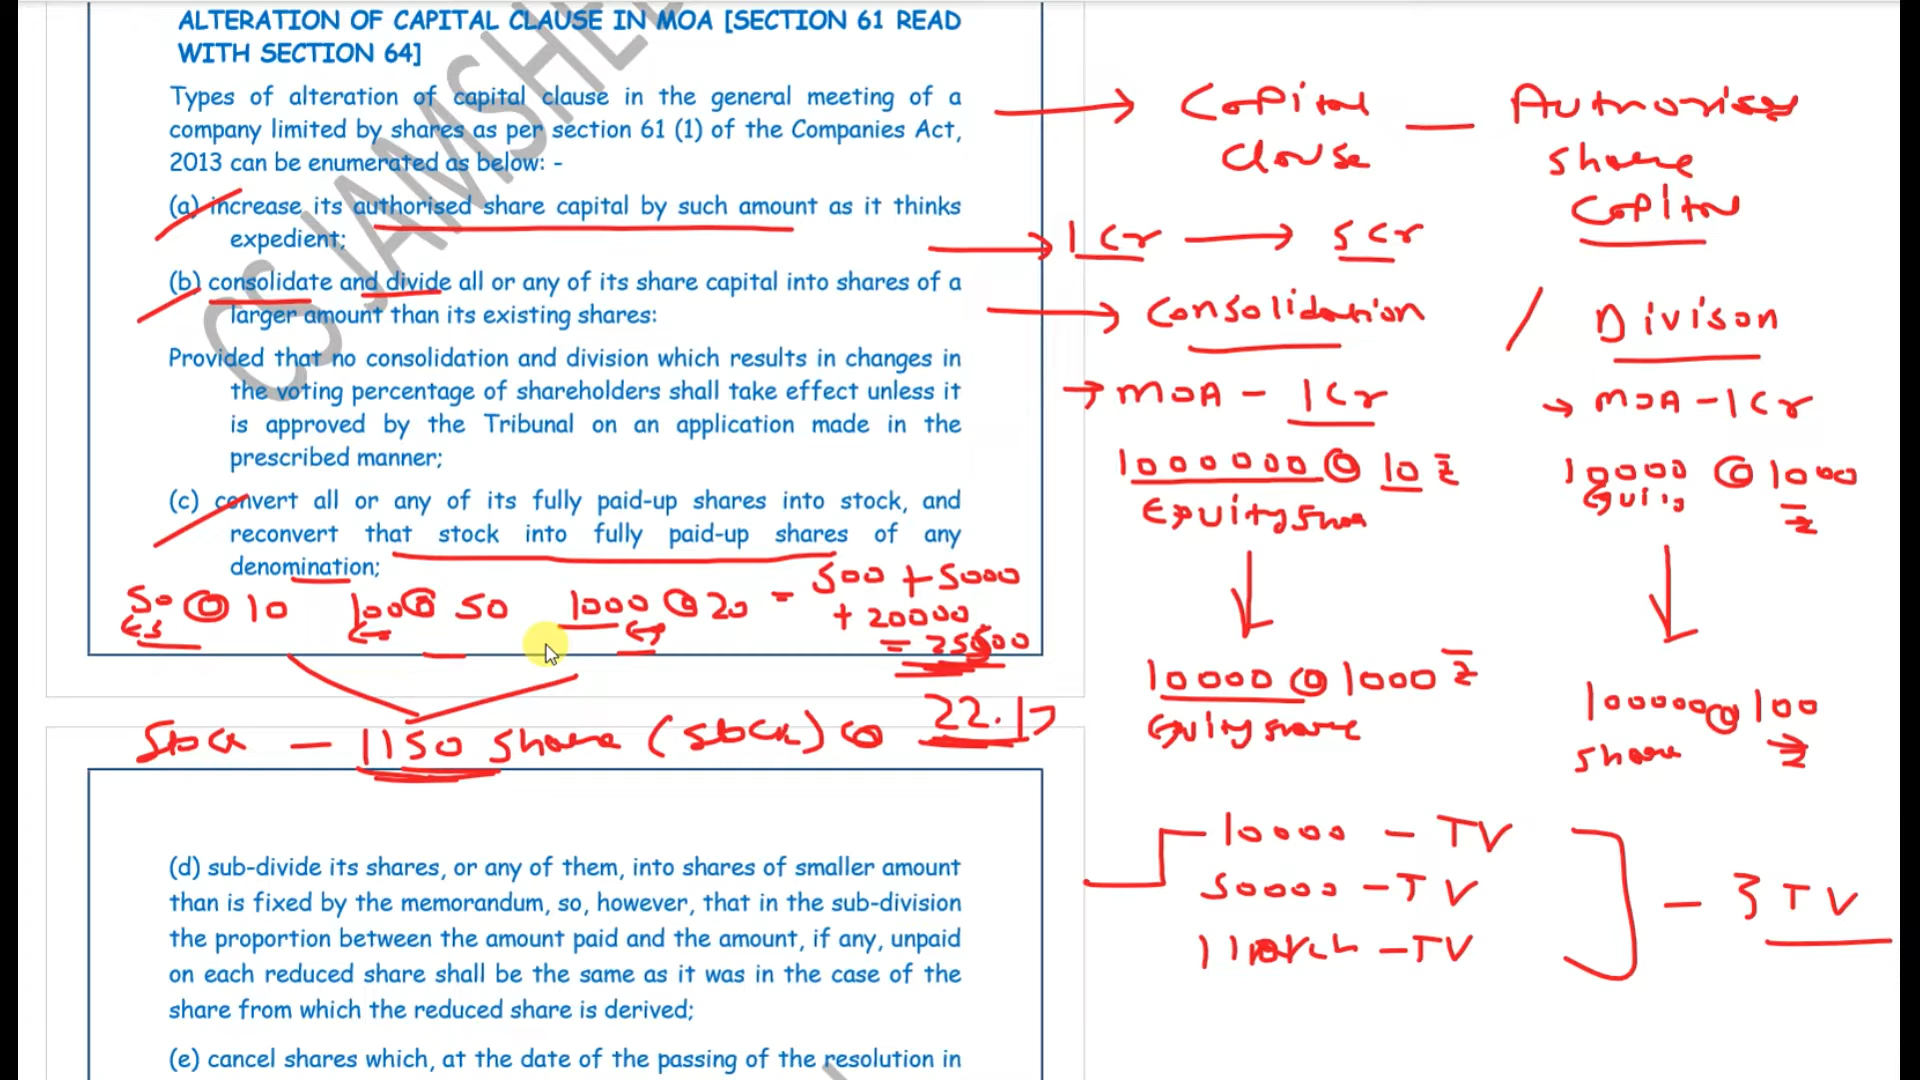 ALTERATION OF CAPITAL CLAUSE IN MOA [SECTION 61 READ
WITH SECTION 64]
Types of alteration of capital clause in the general meeting of a
company limited by shares as per section 61 (1) of the Companies Act,
2013 can be enumerated as below: -
(a) increase its authorised share capital by such amount as it thinks
expedient;
(b) consolidate and divide all or any of its share capital into shares of a
larger amount than its existing shares:
Provided that no consolidation and division which results in changes in
the voting percentage of shareholders shall take effect unless it
is approved by the Tribunal on an application made in the
prescribed manner;
(c) convert all or any of its fully paid-up shares into stock, and
reconvert that stock into fully paid-up shares of any
denomination;
50 @ 10 100@ 50 1000 @ 20 = 500 + 5000
+ 20000
= 25500
Stock - 1150 share (stock) @ 22.17
(d) sub-divide its shares, or any of them, into shares of smaller amount
than is fixed by the memorandum, so, however, that in the sub-division
the proportion between the amount paid and the amount, if any, unpaid
on each reduced share shall be the same as it was in the case of the
share from which the reduced share is derived;
(e) cancel shares which, at the date of the passing of the resolution in
CS JAMSHE
→ Capital Clause — Authorised Share Capital
→ 1 Cr → 5 Cr
→ Consolidation / Divison
→ MOA - 1 Cr
1000000 @ 10
Equity Shar
10000 @ 1000
Equity share
→ MOA - 1 Cr
10000 @ 1000
Equity
100000 @ 100
share
10000 - TV
50000 - TV
- TV
- 3 TV